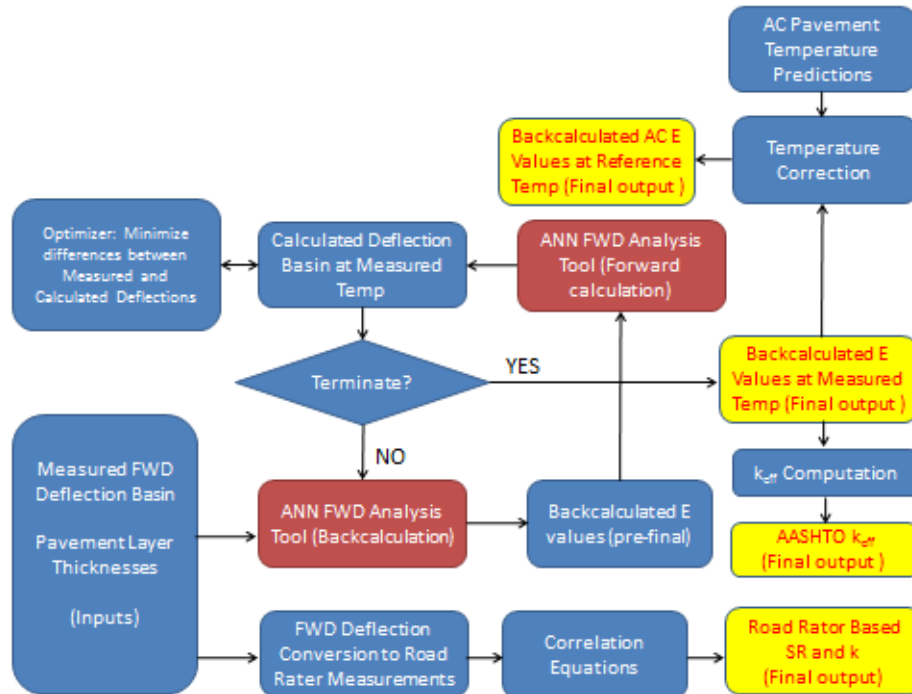 AC Pavement
Temperature
Predictions
Backcalculated AC E
Values at Reference
Temp (Final output )
Temperature
Correction
Optimizer: Minimize
differences between
Measured and
Calculated Deflections
Calculated Deflection
Basin at Measured
Temp
ANN FWD Analysis
Tool (Forward
calculation)
Terminate?
YES
Backcalculated E
Values at Measured
Temp (Final output )
NO
Measured FWD
Deflection Basin
Pavement Layer
Thicknesses
(Inputs)
ANN FWD Analysis
Tool (Backcalculation)
Backcalculated E
values (pre-final)
keff Computation
AASHTO keff
(Final output )
FWD Deflection
Conversion to Road
Rater Measurements
Correlation
Equations
Road Rator Based
SR and k
(Final output)